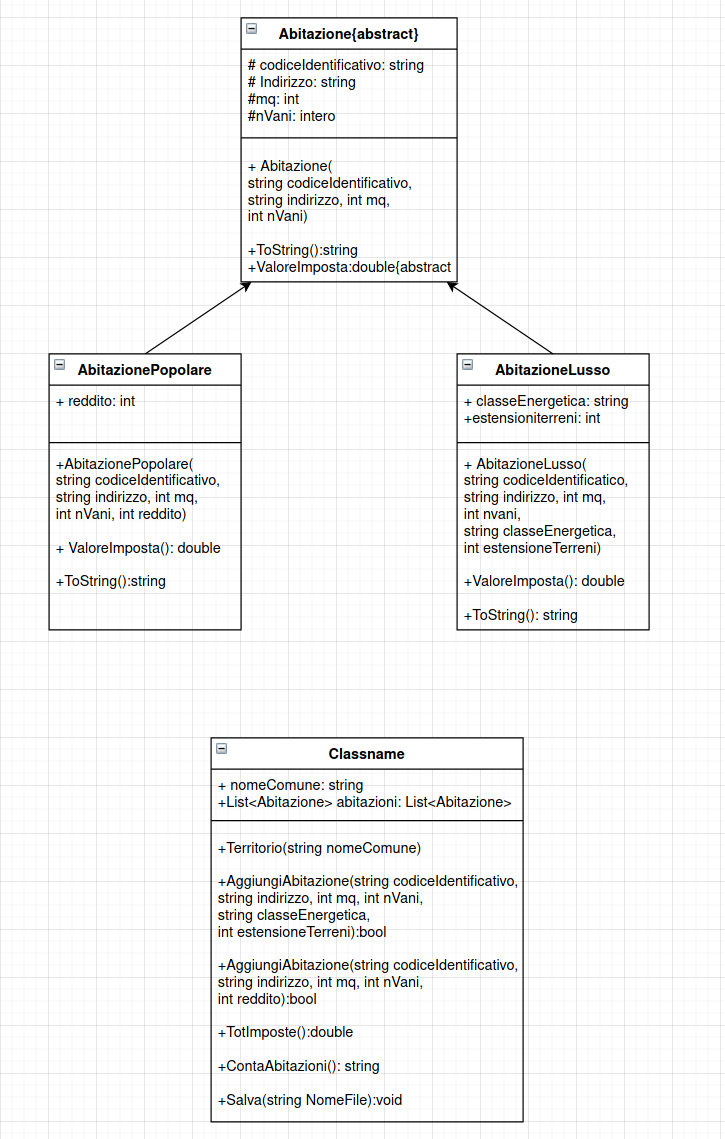 Abitazione{abstract}
# codiceIdentificativo: string
# Indirizzo: string
#mq: int
#nVani: intero
+ Abitazione(
string codiceIdentificativo,
string indirizzo, int mq,
int nVani)
+ToString():string
+ValoreImposta:double{abstract
AbitazionePopolare
+ reddito: int
+AbitazionePopolare(
string codiceIdentificativo,
string indirizzo, int mq,
int nVani, int reddito)
+ ValoreImposta(): double
+ToString():string
AbitazioneLusso
+ classeEnergetica: string
+estensioniterreni: int
+ AbitazioneLusso(
string codiceIdentificatico,
string indirizzo, int mq,
int nvani,
string classeEnergetica,
int estensioneTerreni)
+ValoreImposta(): double
+ToString(): string
Classname
+ nomeComune: string
+List<Abitazione> abitazioni: List<Abitazione>
+Territorio(string nomeComune)
+AggiungiAbitazione(string codiceIdentificativo,
string indirizzo, int mq, int nVani,
string classeEnergetica,
int estensioneTerreni):bool
+AggiungiAbitazione(string codiceIdentificativo,
string indirizzo, int mq, int nVani,
int reddito):bool
+TotImposte():double
+ContaAbitazioni(): string
+Salva(string NomeFile):void